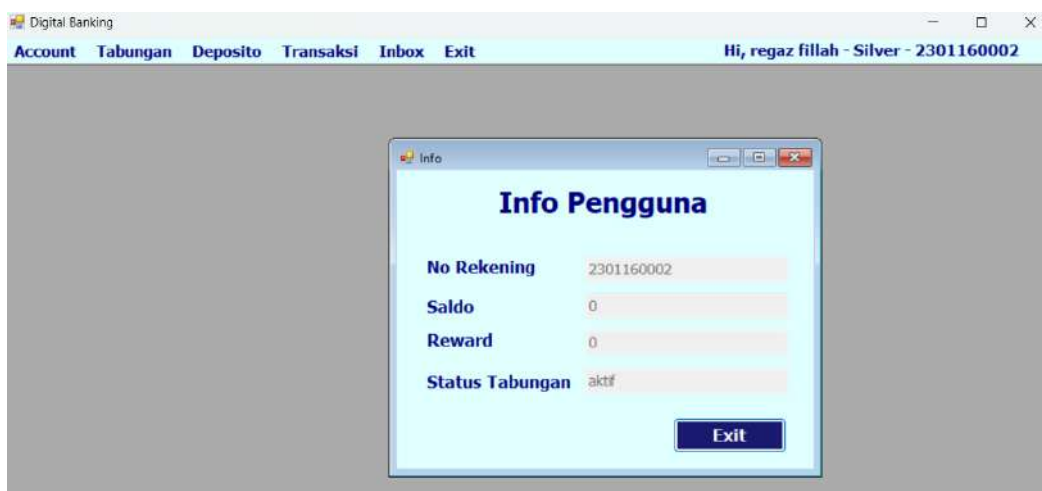 Digital Banking
Account Tabungan Deposito Transaksi Inbox Exit Hi, regaz fillah - Silver - 2301160002
Info
Info Pengguna
No Rekening 2301160002
Saldo 0
Reward 0
Status Tabungan aktif
Exit